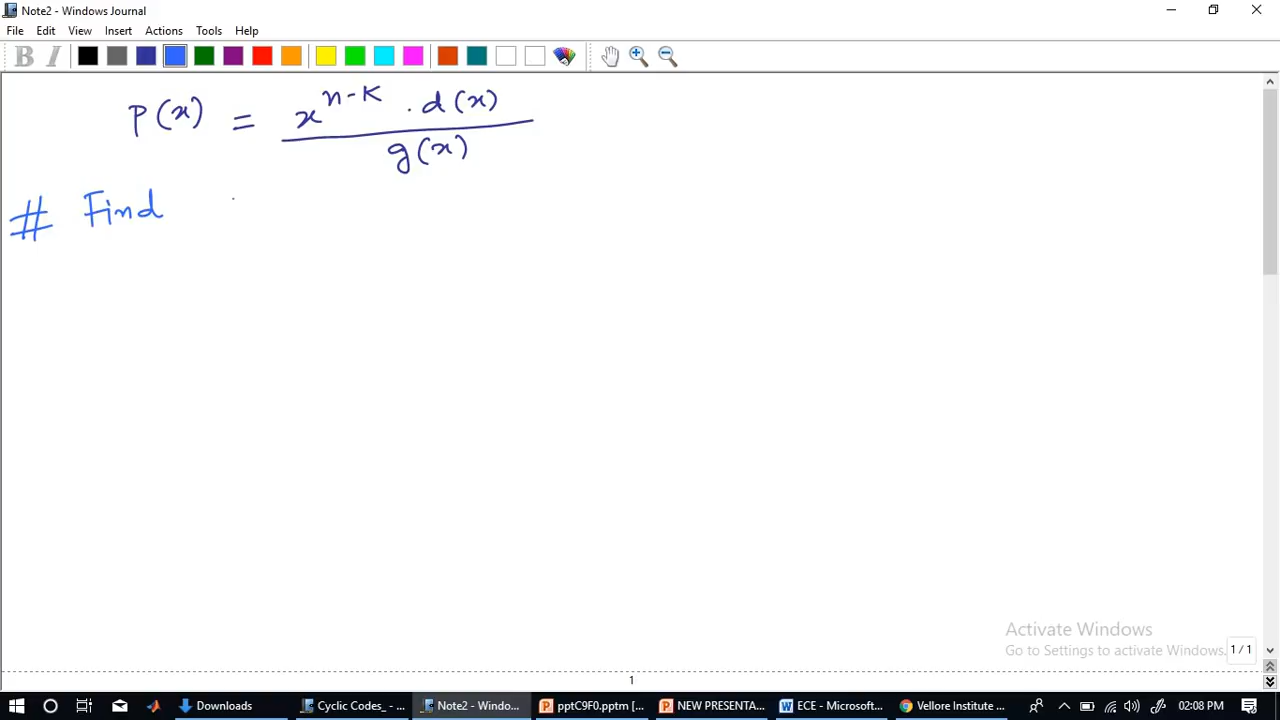 Note2 - Windows Journal
File Edit View Insert Actions Tools Help
B I
P(x) = x^{n-K} . d(x) / g(x)
# Find
Activate Windows
Go to Settings to activate Windows.
1 / 1
1
Downloads Cyclic Codes_ - ... Note2 - Windo... pptC9F0.pptm [... NEW PRESENTA... ECE - Microsoft... Vellore Institute ... 02:08 PM